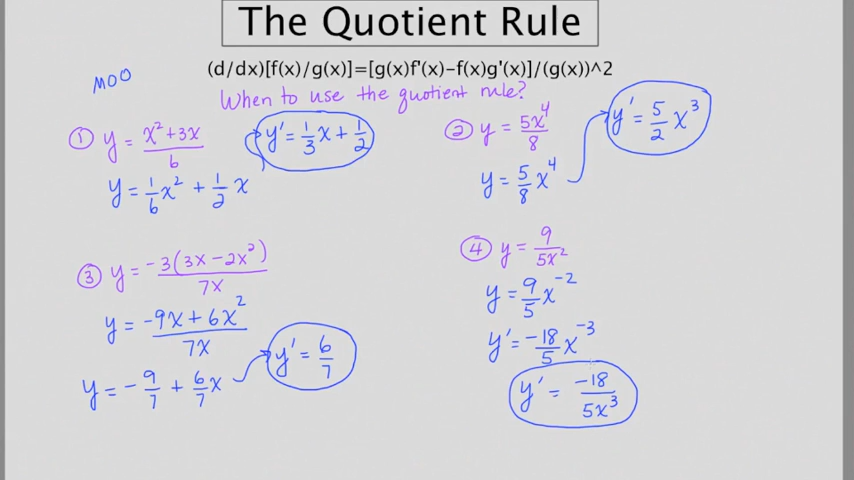 The Quotient Rule
(d/dx)[f(x)/g(x)]=[g(x)f'(x)−f(x)g'(x)]/(g(x))^2
MOO
When to use the quotient rule?
① y = (x² + 3x)/6
y = 1/6 x² + 1/2 x
y' = 1/3 x + 1/2
② y = 5x⁴/8
y = 5/8 x⁴
y' = 5/2 x³
③ y = -3(3x - 2x²)/7x
y = (-9x + 6x²)/7x
y = -9/7 + 6/7 x
y' = 6/7
④ y = 9/5x²
y = 9/5 x⁻²
y' = -18/5 x⁻³
y' = -18/5x³